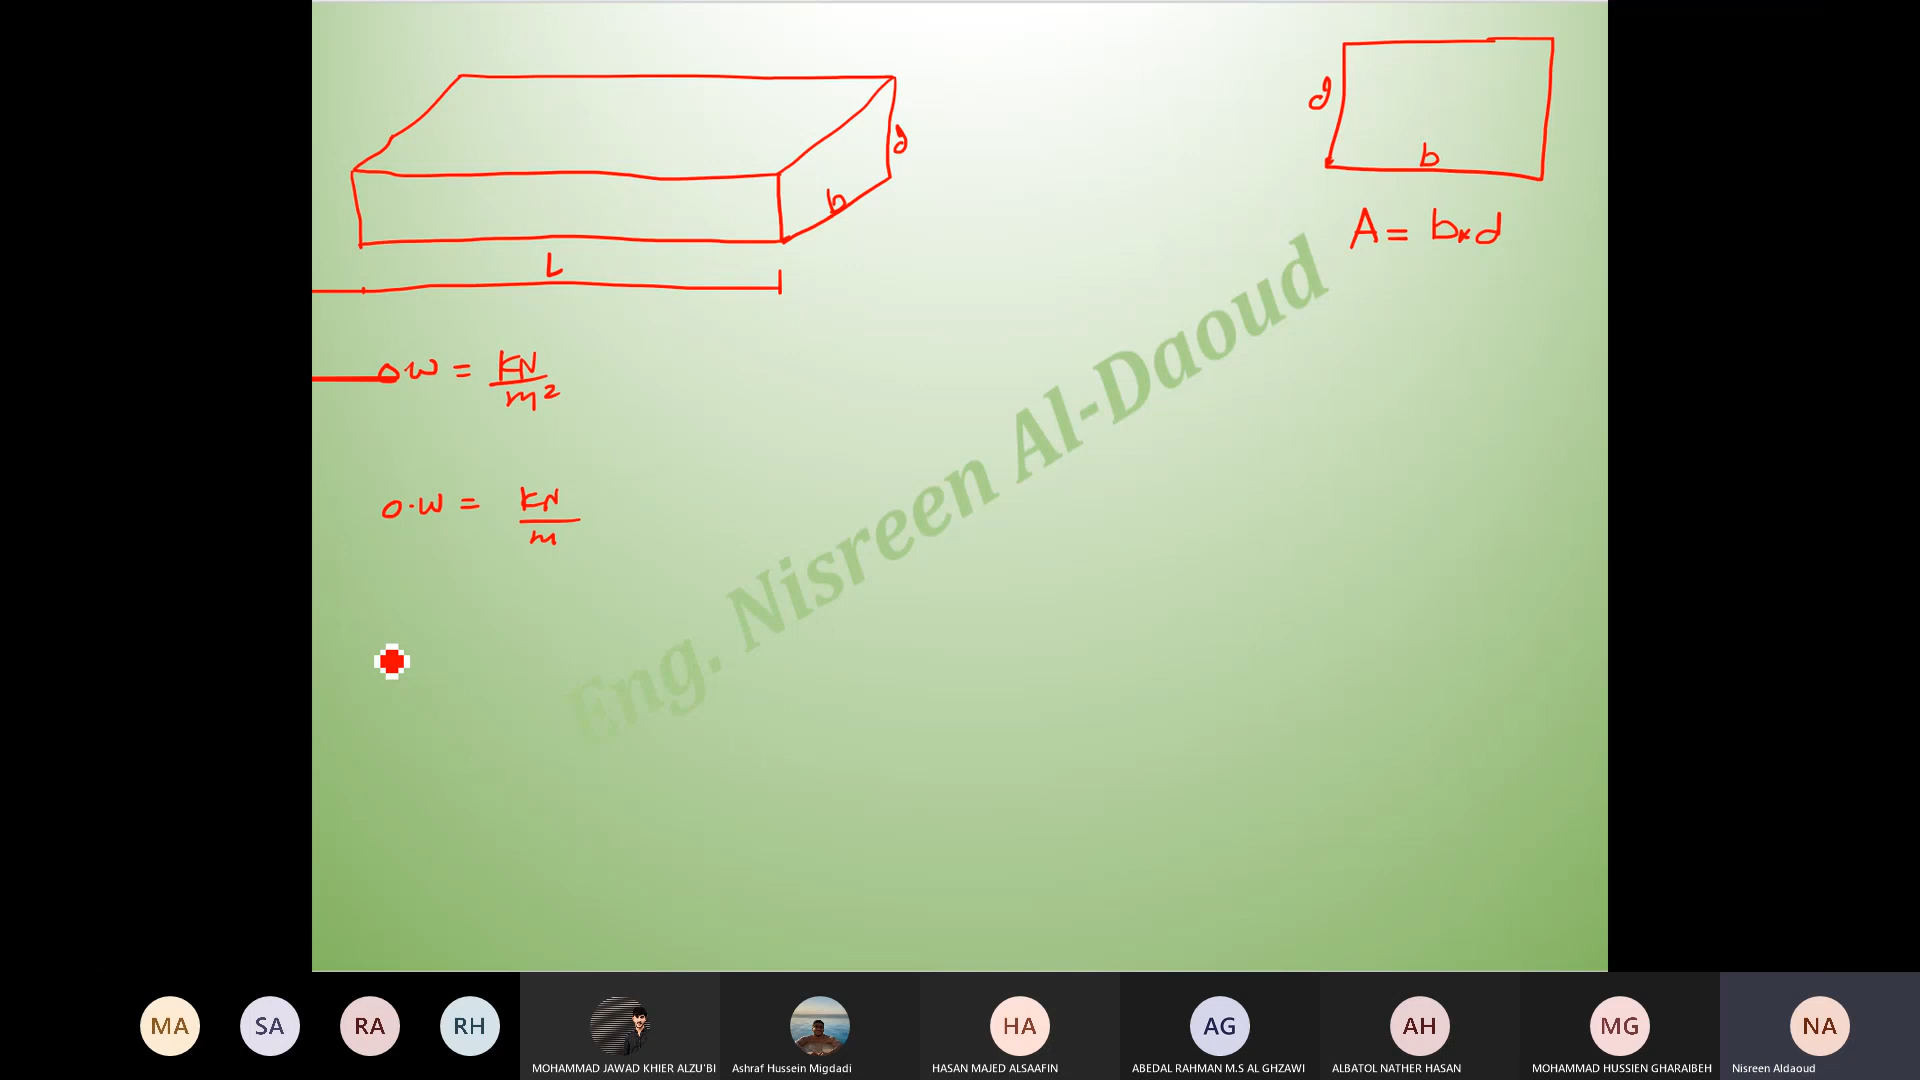 d
b
L
d
b
A = b×d
OW = KN/m²
O.W = KN/m
Eng. Nisreen Al-Daoud
MA
SA
RA
RH
HA
AG
AH
MG
NA
MOHAMMAD JAWAD KHIER ALZU'BI
Ashraf Hussein Migdadi
HASAN MAJED ALSAAFIN
ABEDAL RAHMAN M.S AL GHZAWI
ALBATOL NATHER HASAN
MOHAMMAD HUSSIEN GHARAIBEH
Nisreen Aldaoud